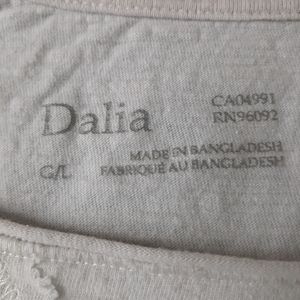 Dalia
CA04991
RN96092
G/L
MADE IN BANGLADESH
FABRIQUÉ AU BANGLADESH